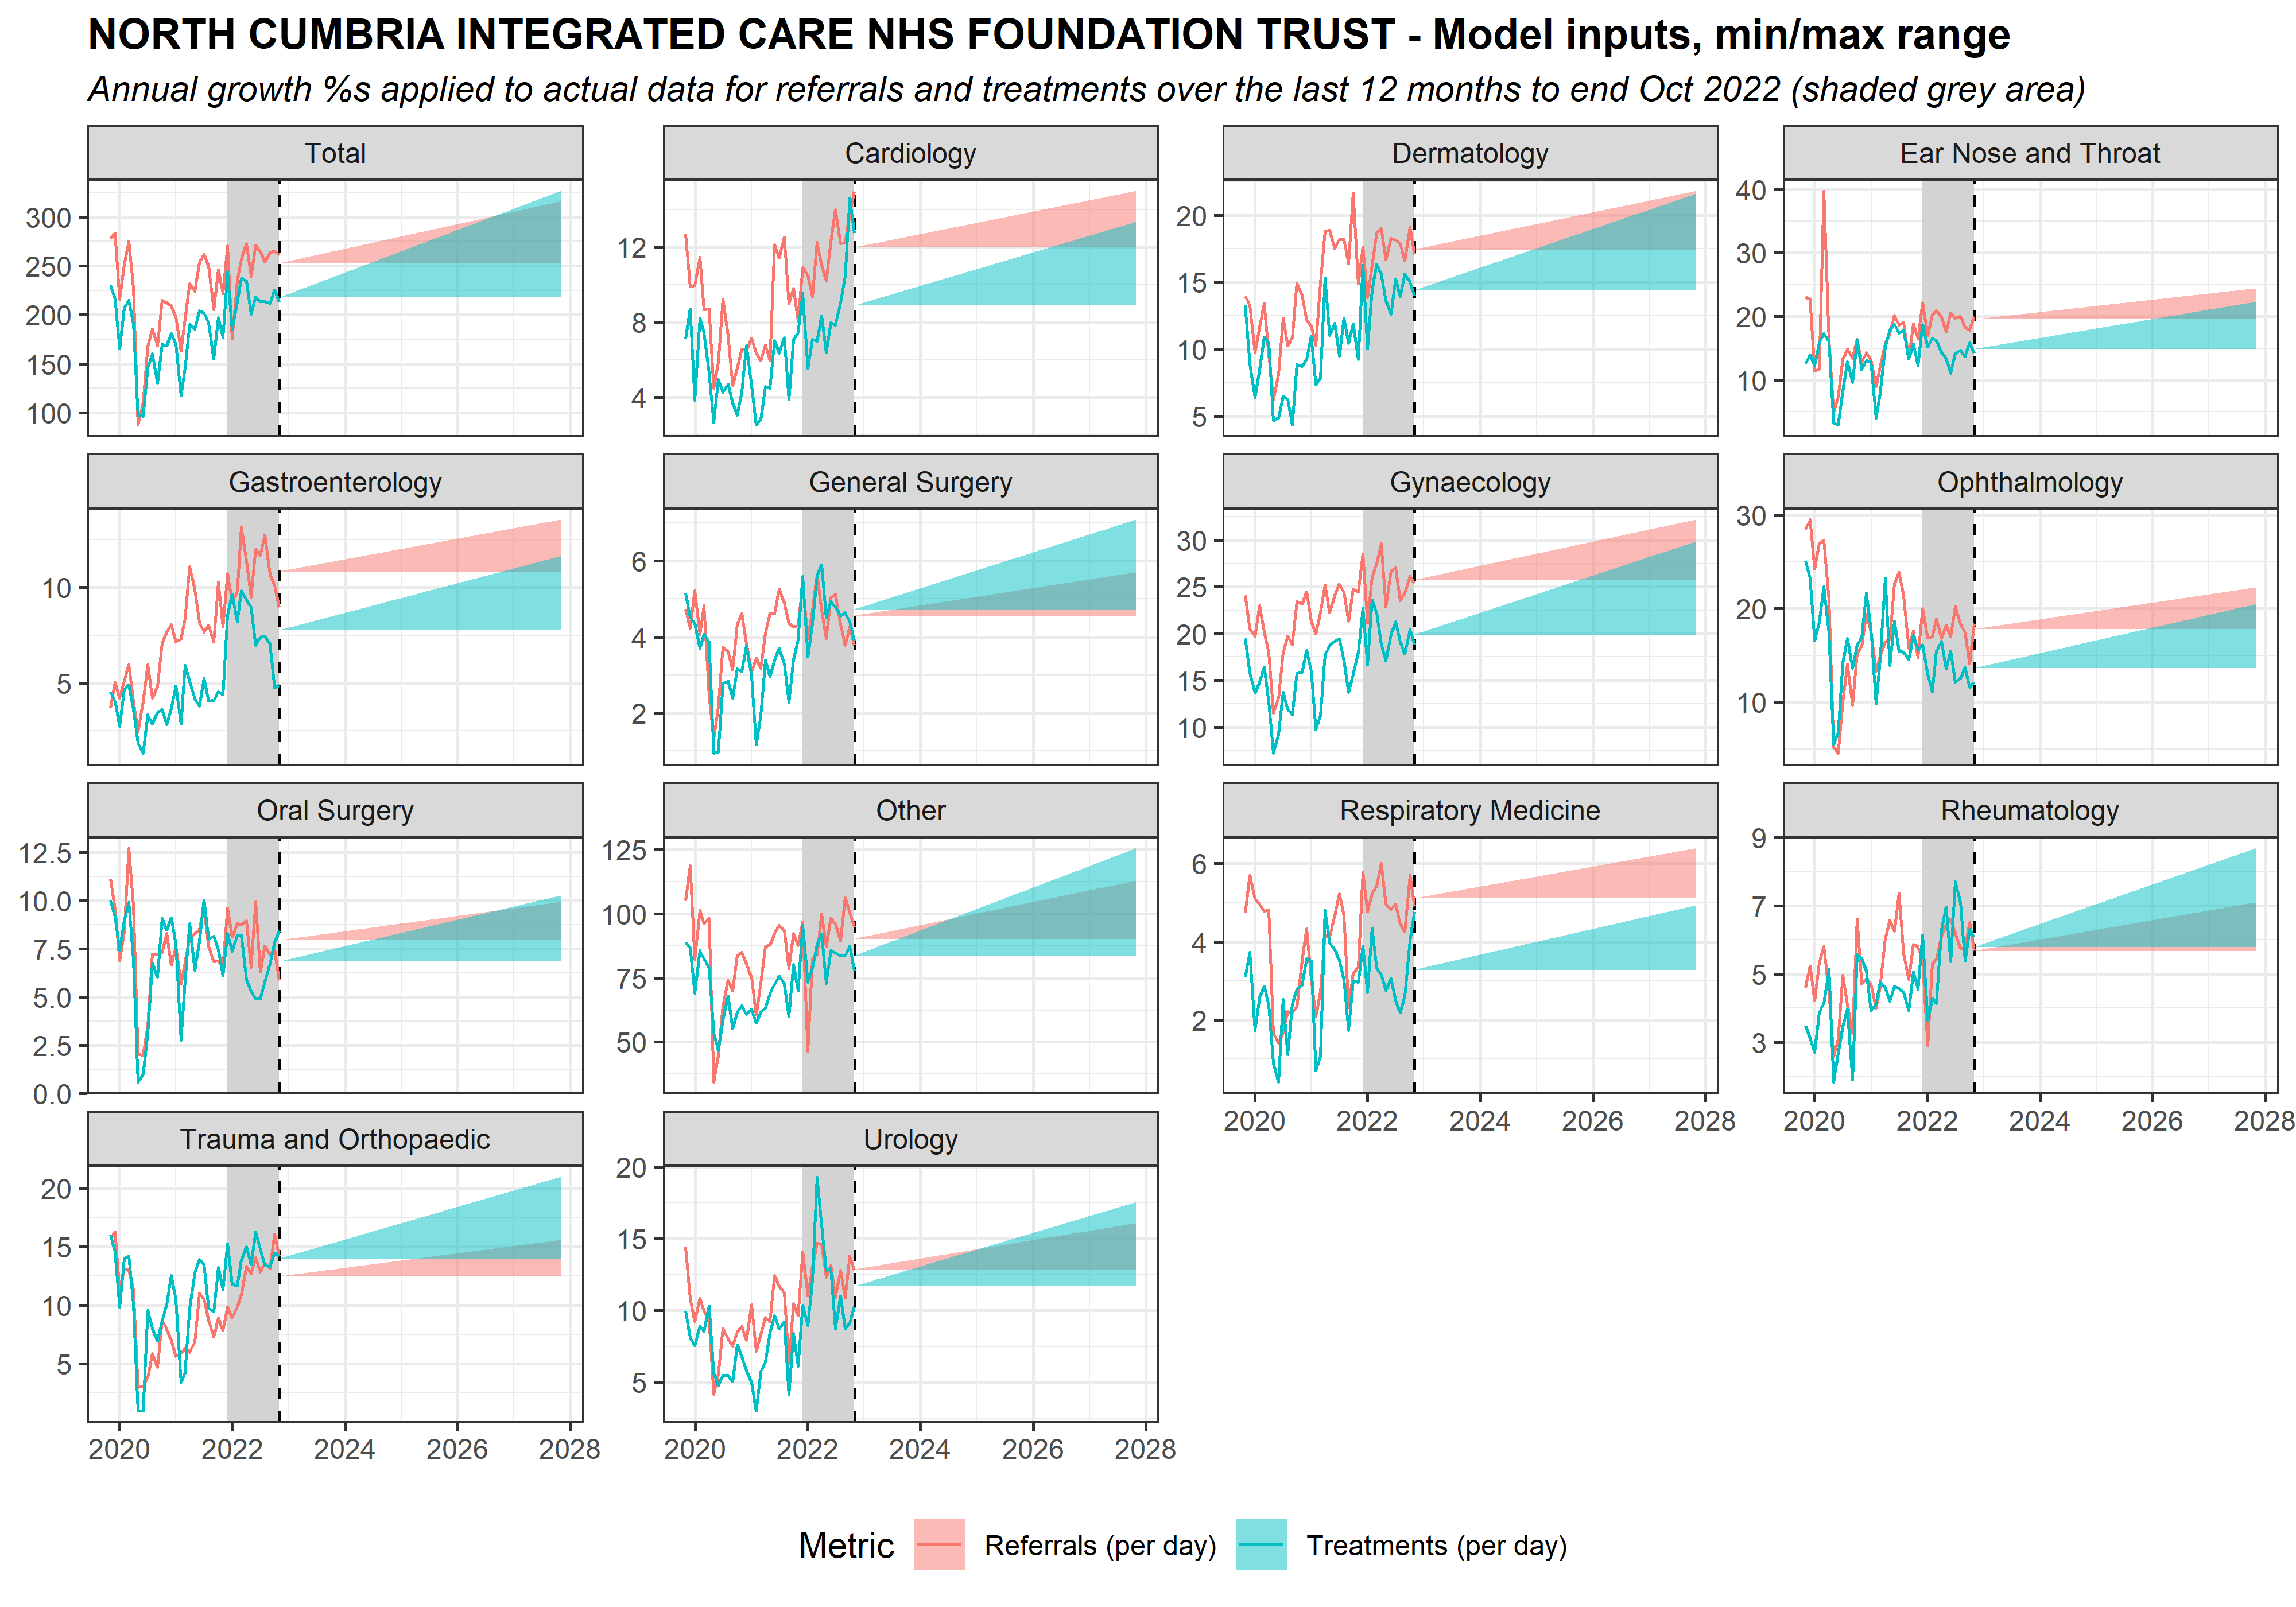 NORTH CUMBRIA INTEGRATED CARE NHS FOUNDATION TRUST - Model inputs, min/max range
Annual growth %s applied to actual data for referrals and treatments over the last 12 months to end Oct 2022 (shaded grey area)
Total
Cardiology
Dermatology
Ear Nose and Throat
300
250
200
150
100
12
8
4
20
15
10
5
40
30
20
10
Gastroenterology
General Surgery
Gynaecology
Ophthalmology
10
5
6
4
2
30
25
20
15
10
30
20
10
Oral Surgery
Other
Respiratory Medicine
Rheumatology
12.5
10.0
7.5
5.0
2.5
0.0
125
100
75
50
6
4
2
9
7
5
3
2020 2022 2024 2026 2028
2020 2022 2024 2026 2028
Trauma and Orthopaedic
Urology
20
15
10
5
20
15
10
5
2020 2022 2024 2026 2028
2020 2022 2024 2026 2028
Metric Referrals (per day) Treatments (per day)